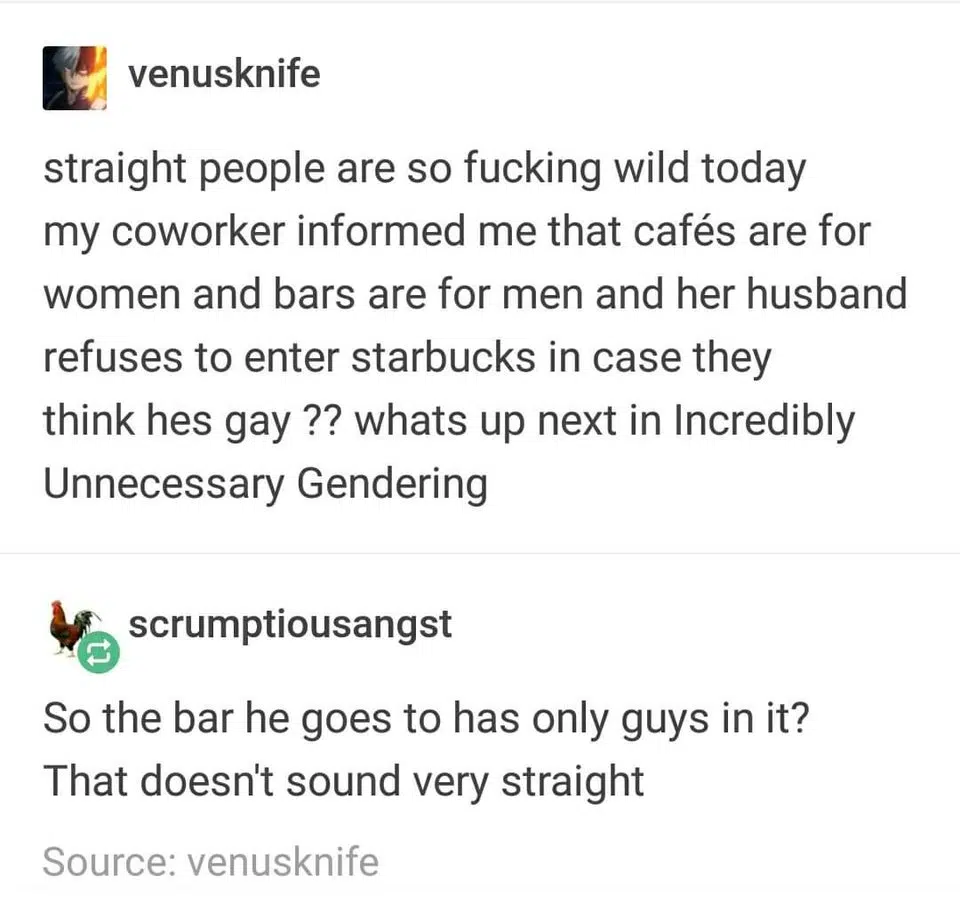 venusknife
straight people are so fucking wild today
my coworker informed me that cafés are for
women and bars are for men and her husband
refuses to enter starbucks in case they
think hes gay ?? whats up next in Incredibly
Unnecessary Gendering
scrumptiousangst
So the bar he goes to has only guys in it?
That doesn't sound very straight
Source: venusknife